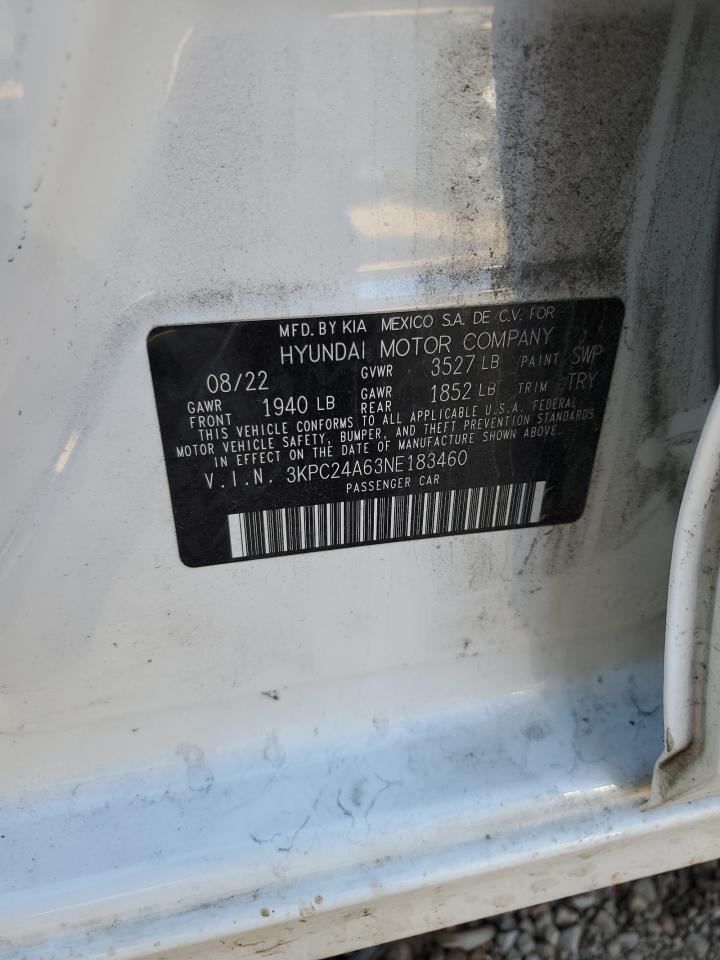 MFD. BY KIA MEXICO S.A. DE C.V. FOR
HYUNDAI MOTOR COMPANY
08/22 GVWR 3527 LB PAINT SWP
GAWR FRONT 1940 LB GAWR REAR 1852 LB TRIM TRY
THIS VEHICLE CONFORMS TO ALL APPLICABLE U.S.A. FEDERAL
MOTOR VEHICLE SAFETY, BUMPER, AND THEFT PREVENTION STANDARDS
IN EFFECT ON THE DATE OF MANUFACTURE SHOWN ABOVE.
V.I.N. 3KPC24A63NE183460
PASSENGER CAR